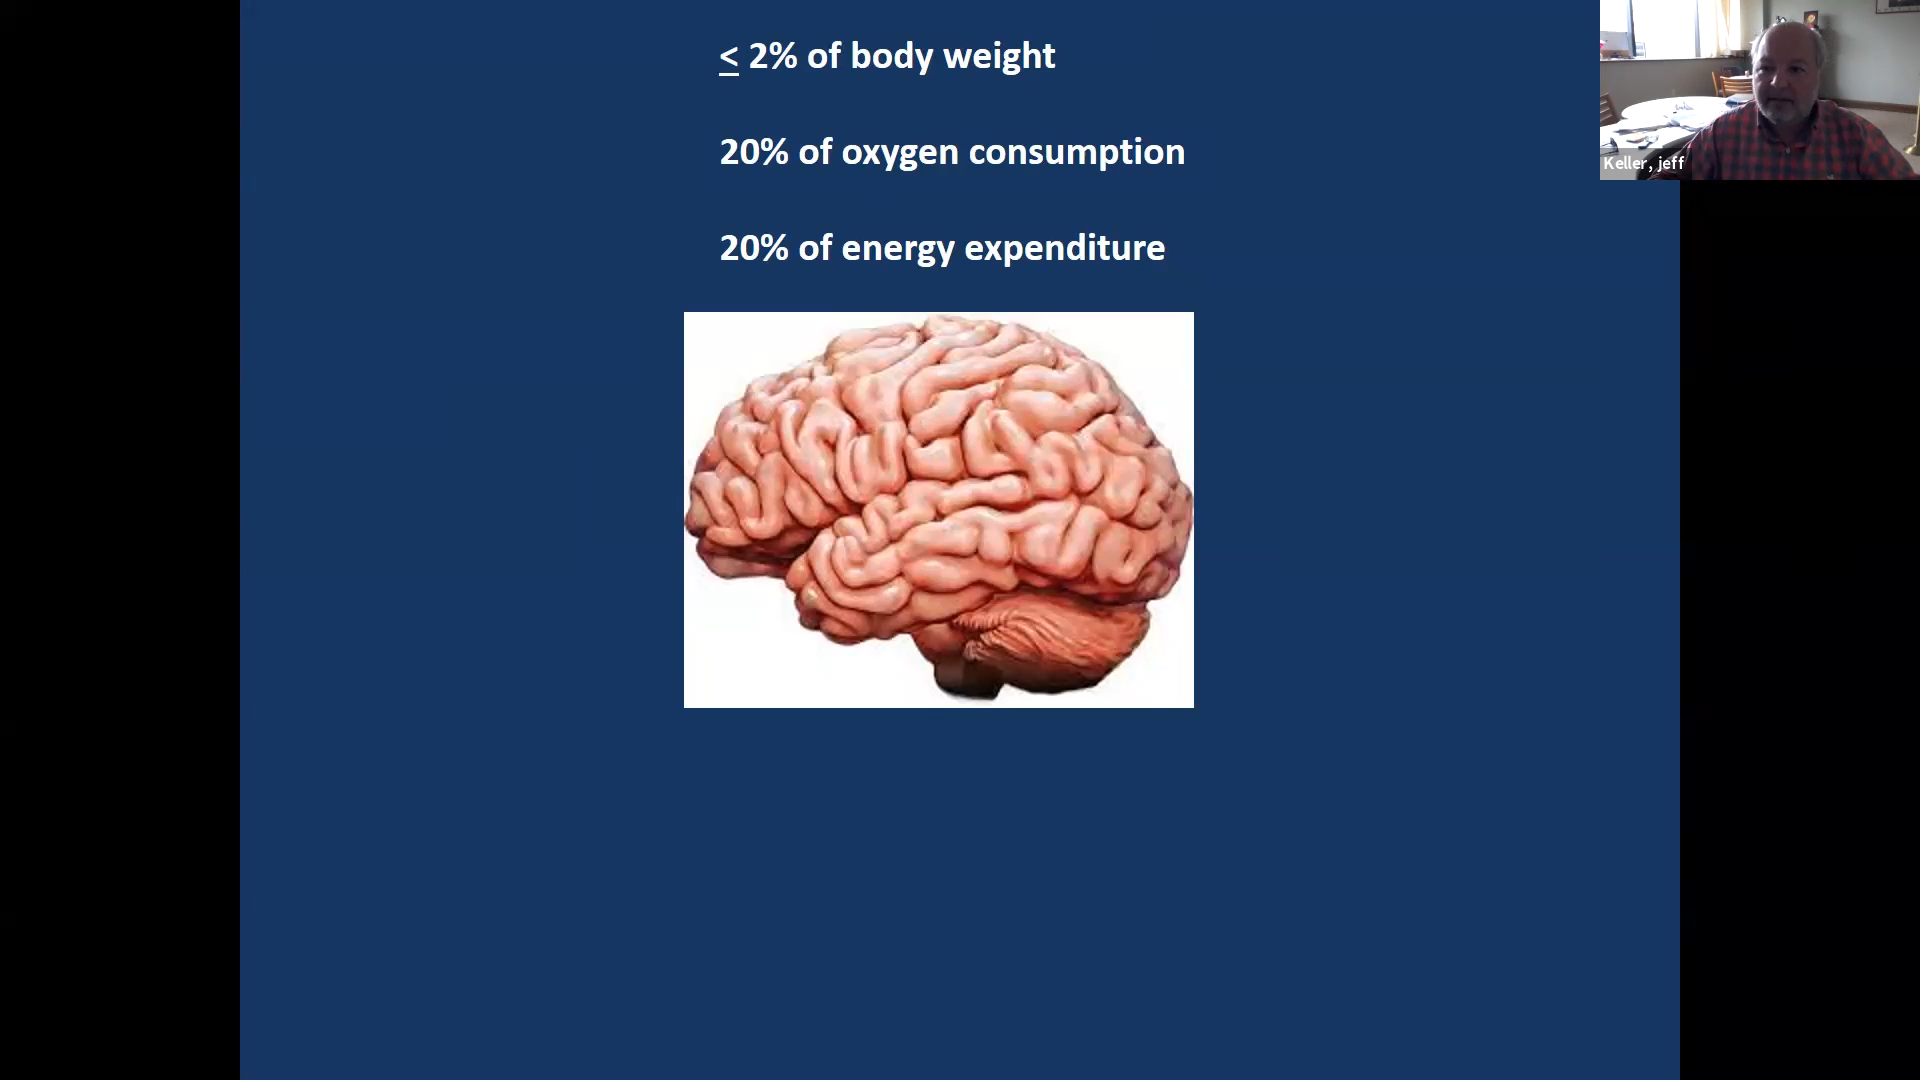 ≤ 2% of body weight
20% of oxygen consumption
20% of energy expenditure
Keller, jeff